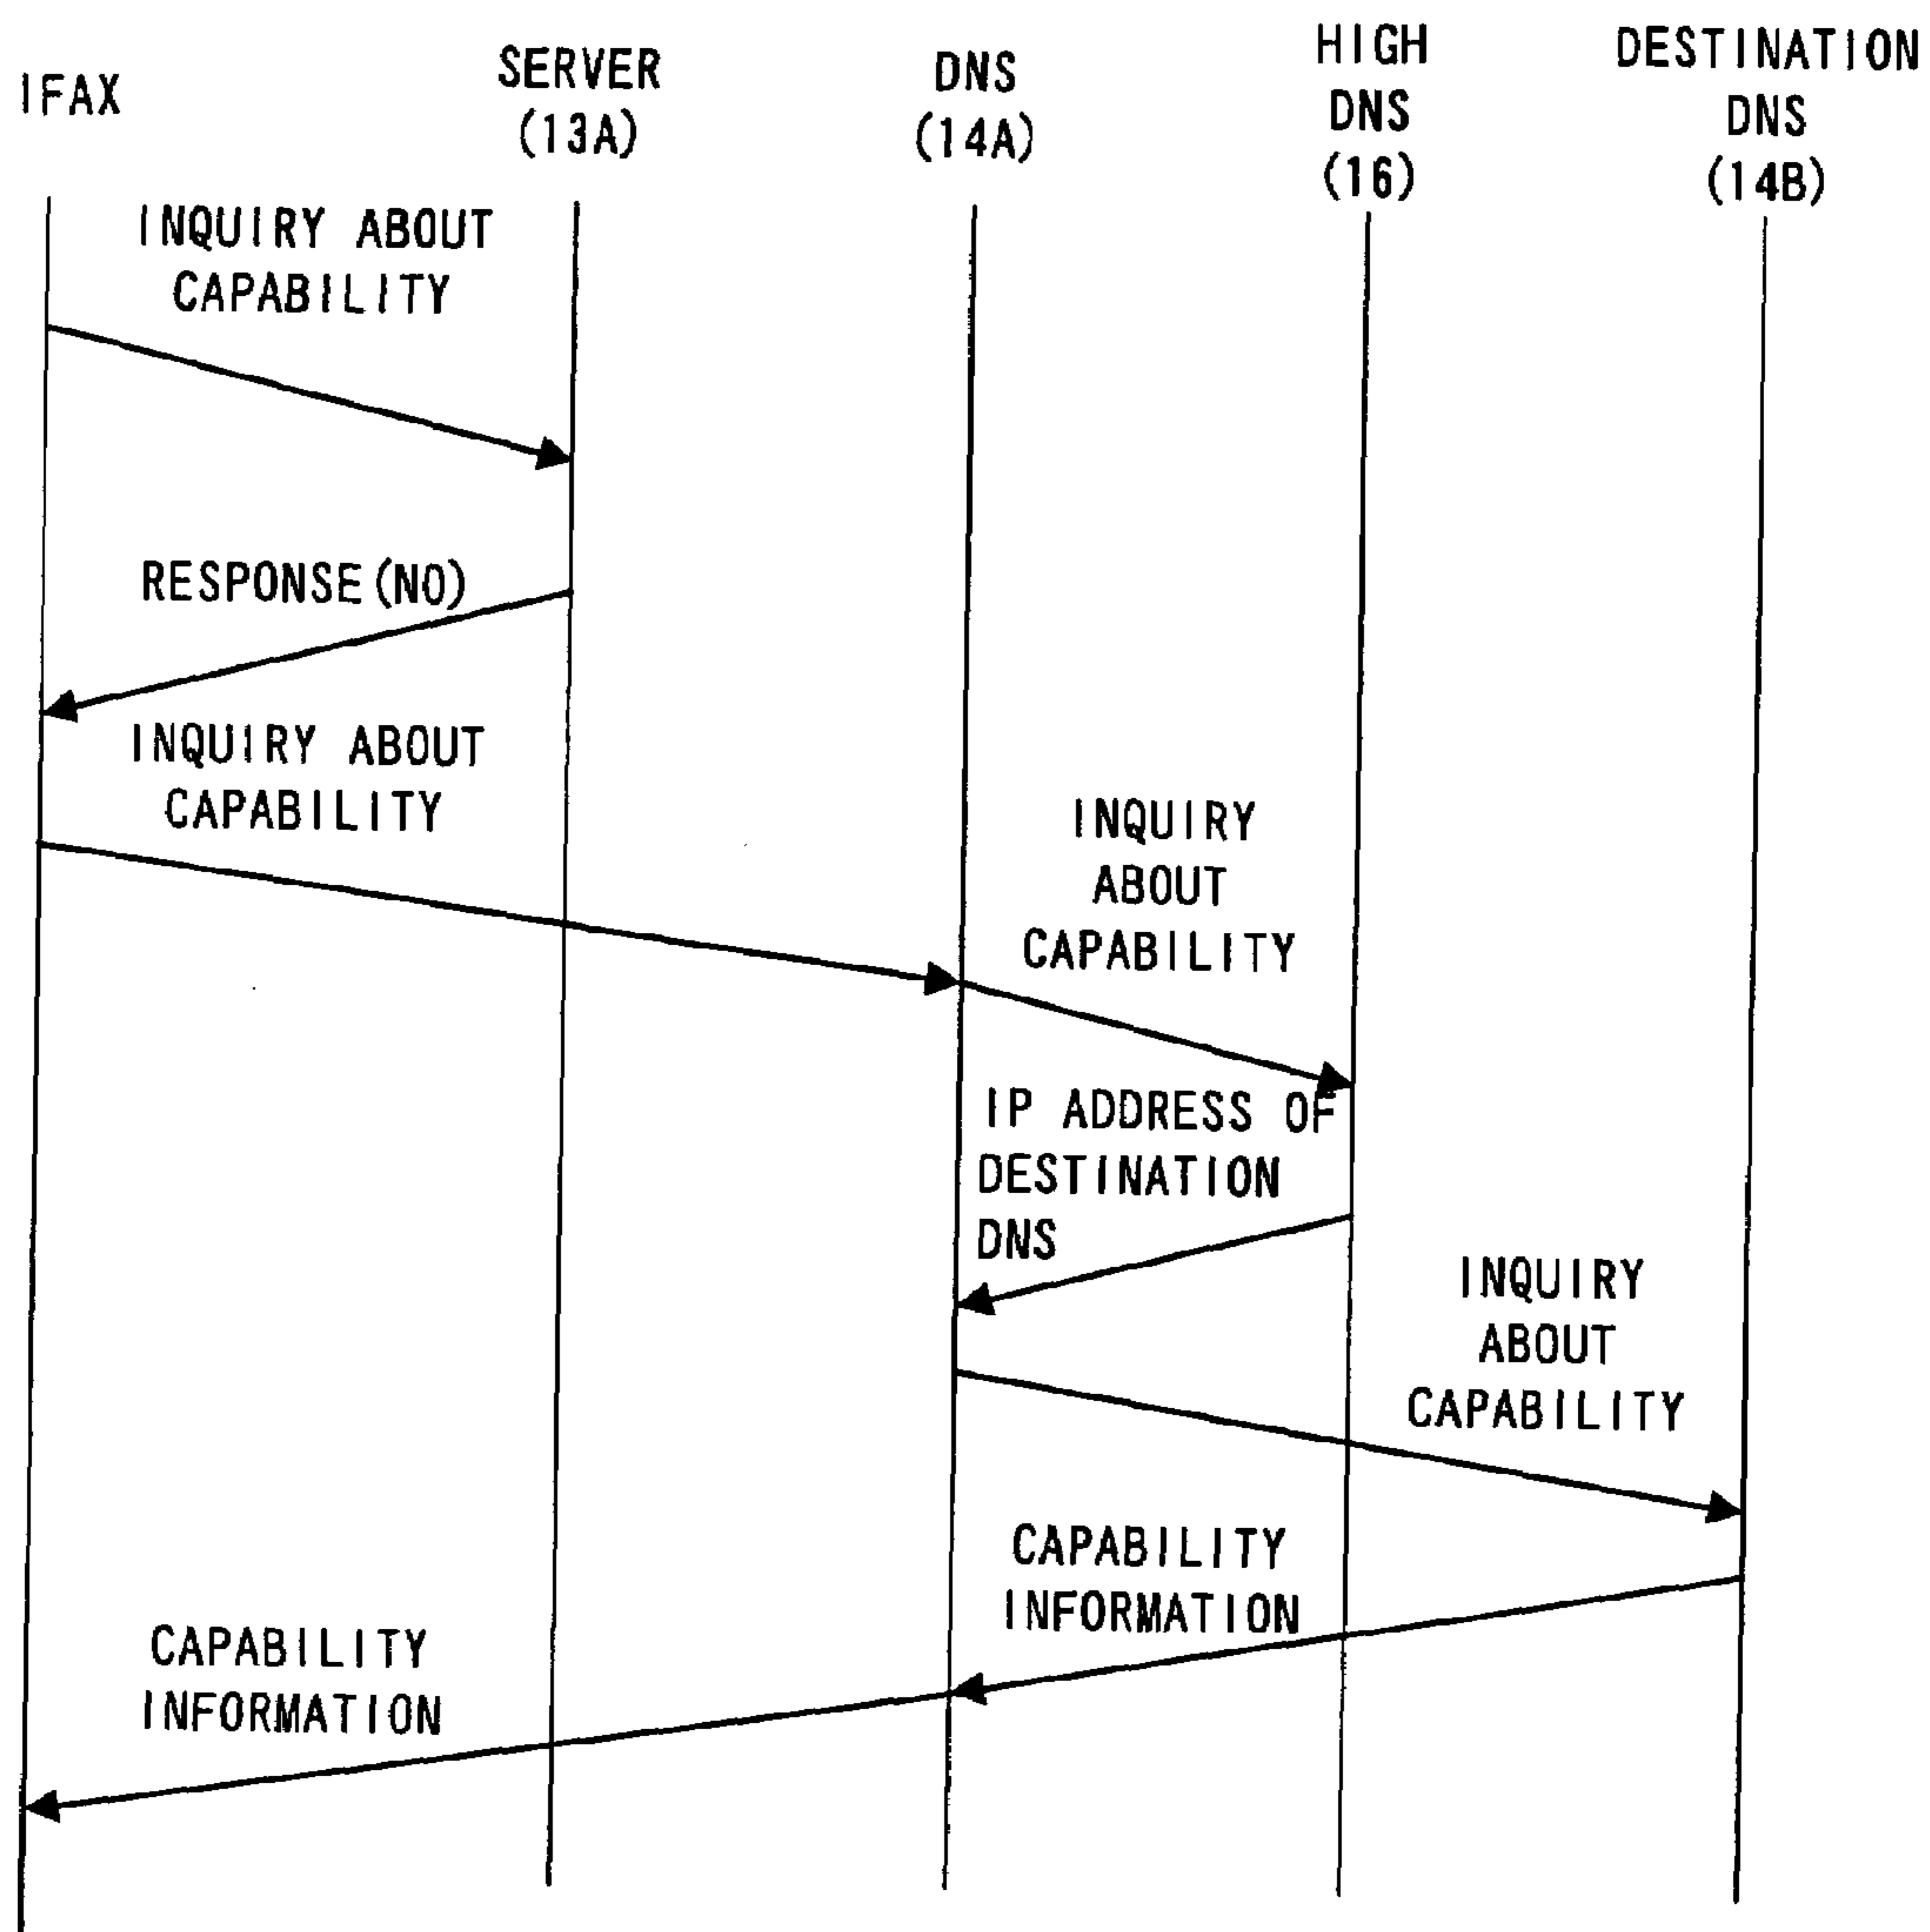 IFAX
SERVER
(13A)
DNS
(14A)
HIGH
DNS
(16)
DESTINATION
DNS
(14B)
INQUIRY ABOUT
CAPABILITY
RESPONSE(NO)
INQUIRY ABOUT
CAPABILITY
INQUIRY
ABOUT
CAPABILITY
IP ADDRESS OF
DESTINATION
DNS
INQUIRY
ABOUT
CAPABILITY
CAPABILITY
INFORMATION
CAPABILITY
INFORMATION